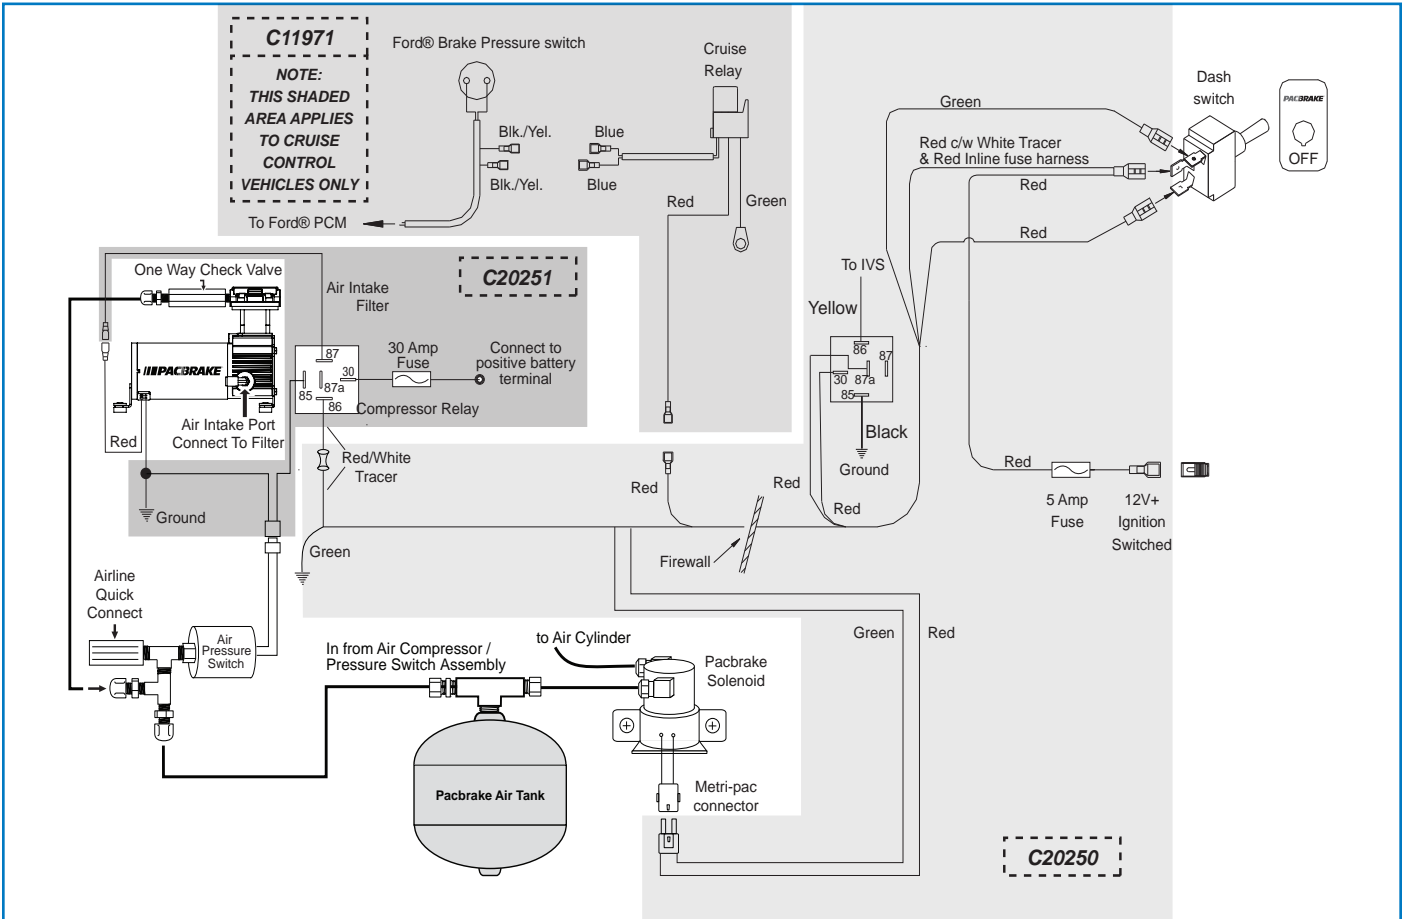 C11971
NOTE:
THIS SHADED
AREA APPLIES
TO CRUISE
CONTROL
VEHICLES ONLY
Ford® Brake Pressure switch
Blk./Yel.
Blk./Yel.
To Ford® PCM
Blue
Blue
Cruise
Relay
Red
Green
Green
Red c/w White Tracer
& Red Inline fuse harness
Red
Red
Dash
switch
PACBRAKE
OFF
One Way Check Valve
Air Intake
Filter
C20251
PACBRAKE
Air Intake Port
Connect To Filter
Red
87
30
87a
85
86
Compressor Relay
30 Amp
Fuse
Connect to
positive battery
terminal
To IVS
Yellow
86
87
30
87a
85
Black
Ground
Red/White
Tracer
Ground
Green
Red
Red
Red
Firewall
Red
5 Amp
Fuse
12V+
Ignition
Switched
Airline
Quick
Connect
Air
Pressure
Switch
In from Air Compressor /
Pressure Switch Assembly
to Air Cylinder
Pacbrake
Solenoid
Green
Red
Pacbrake Air Tank
Metri-pac
connector
C20250